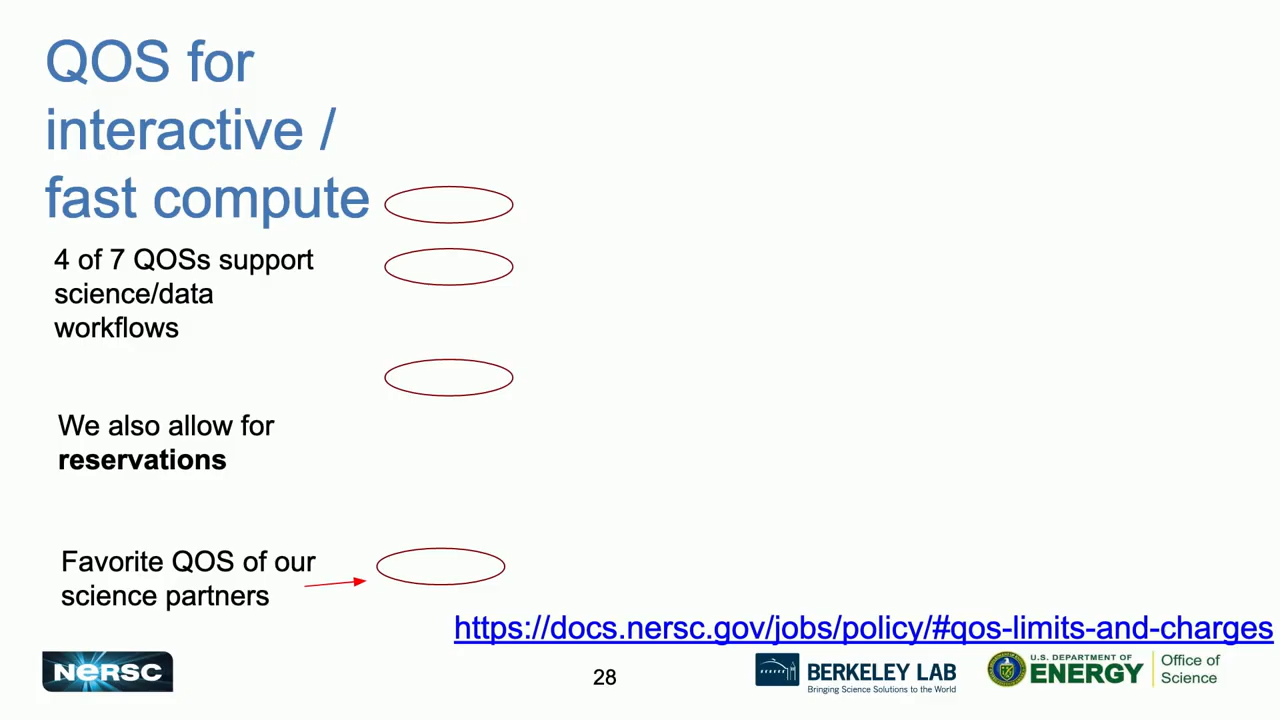 QOS for
interactive /
fast compute
4 of 7 QOSs support
science/data
workflows
We also allow for
reservations
Favorite QOS of our
science partners
https://docs.nersc.gov/jobs/policy/#qos-limits-and-charges
NERSC
28
BERKELEY LAB
Bringing Science Solutions to the World
U.S. DEPARTMENT OF
ENERGY
Office of
Science